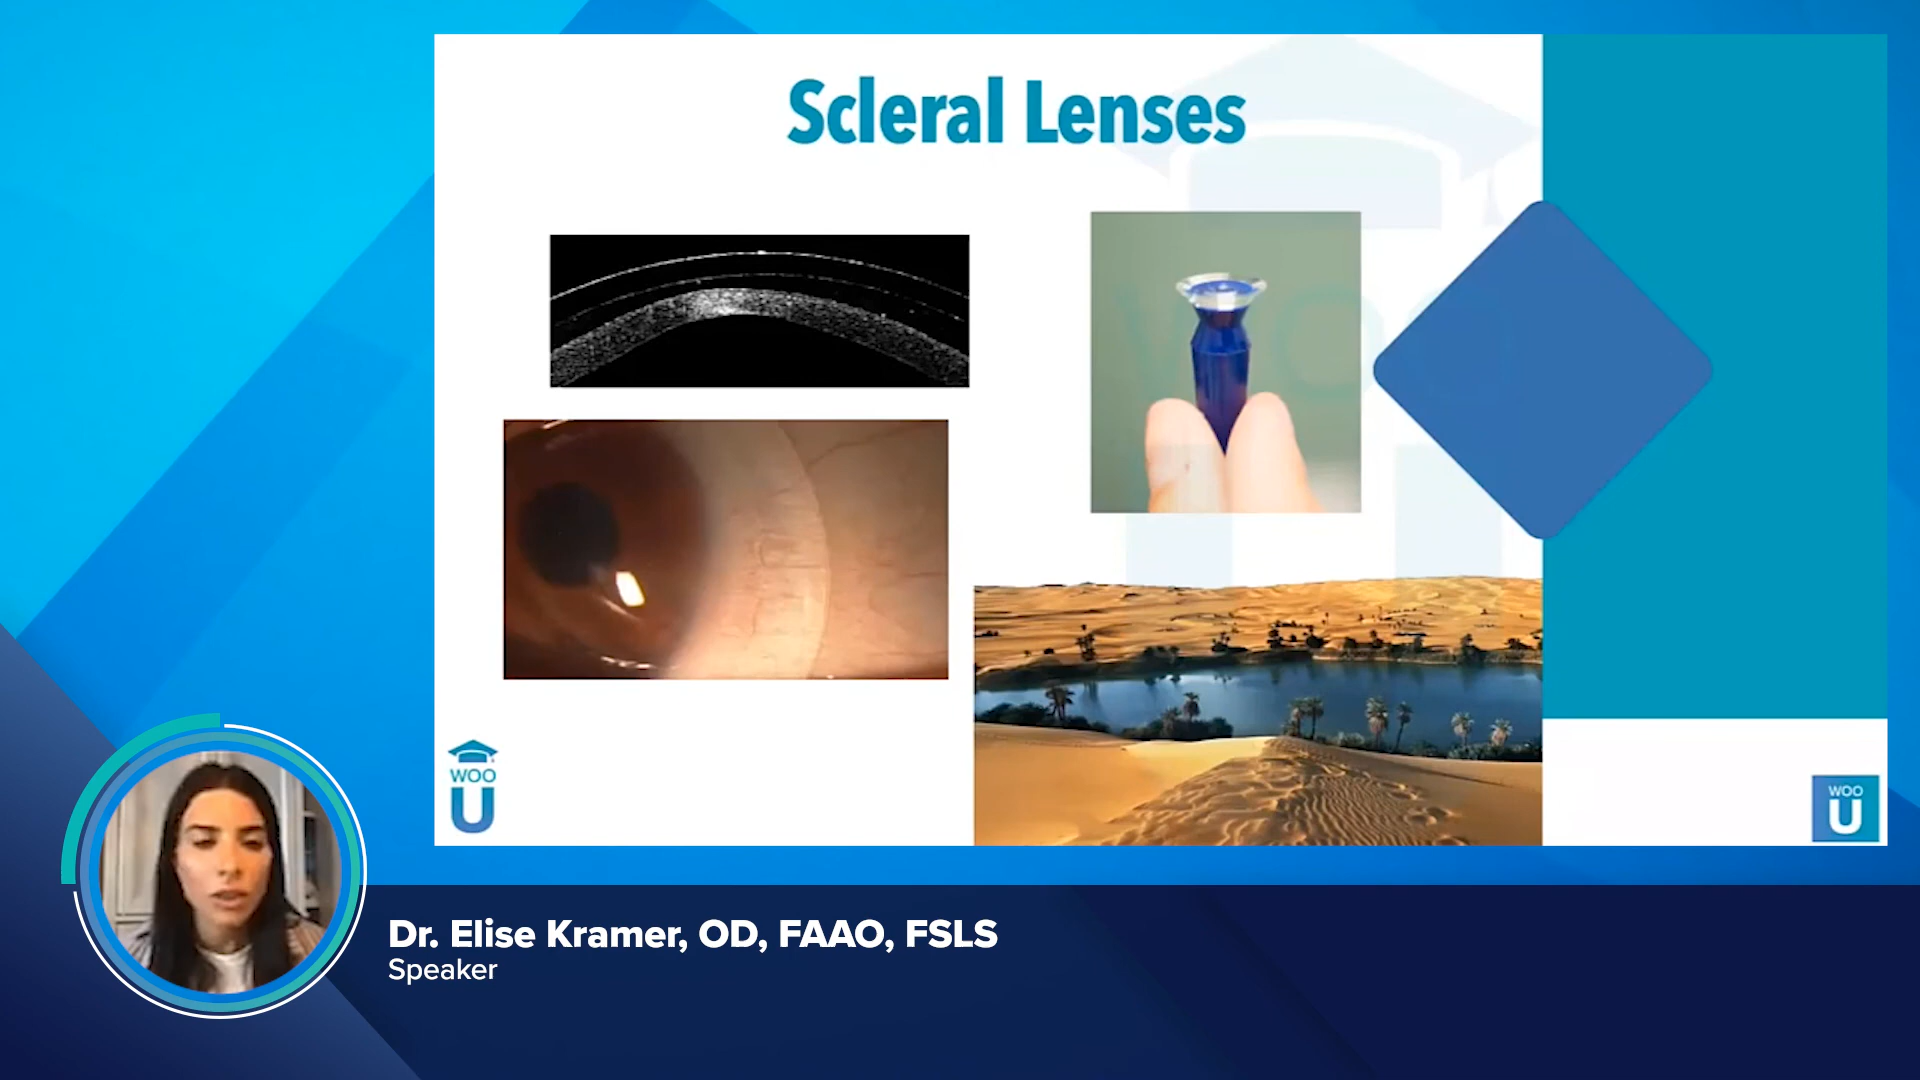 Scleral Lenses
WOO
U
WOO
U
Dr. Elise Kramer, OD, FAAO, FSLS
Speaker